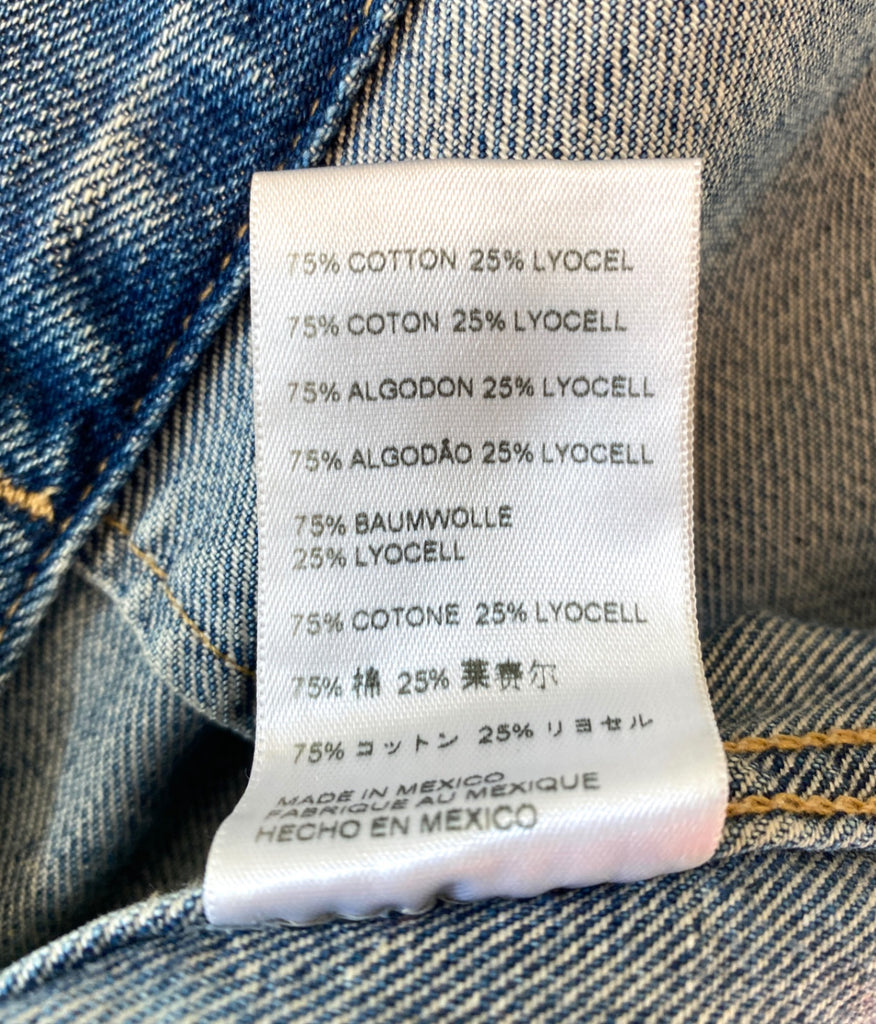 75% COTTON 25% LYOCEL
75% COTON 25% LYOCELL
75% ALGODON 25% LYOCELL
75% ALGODÃO 25% LYOCELL
75% BAUMWOLLE
25% LYOCELL
75% COTONE 25% LYOCELL
75% 棉 25% 莱赛尔
75% コットン 25% リヨセル
MADE IN MEXICO
FABRIQUE AU MEXIQUE
HECHO EN MEXICO